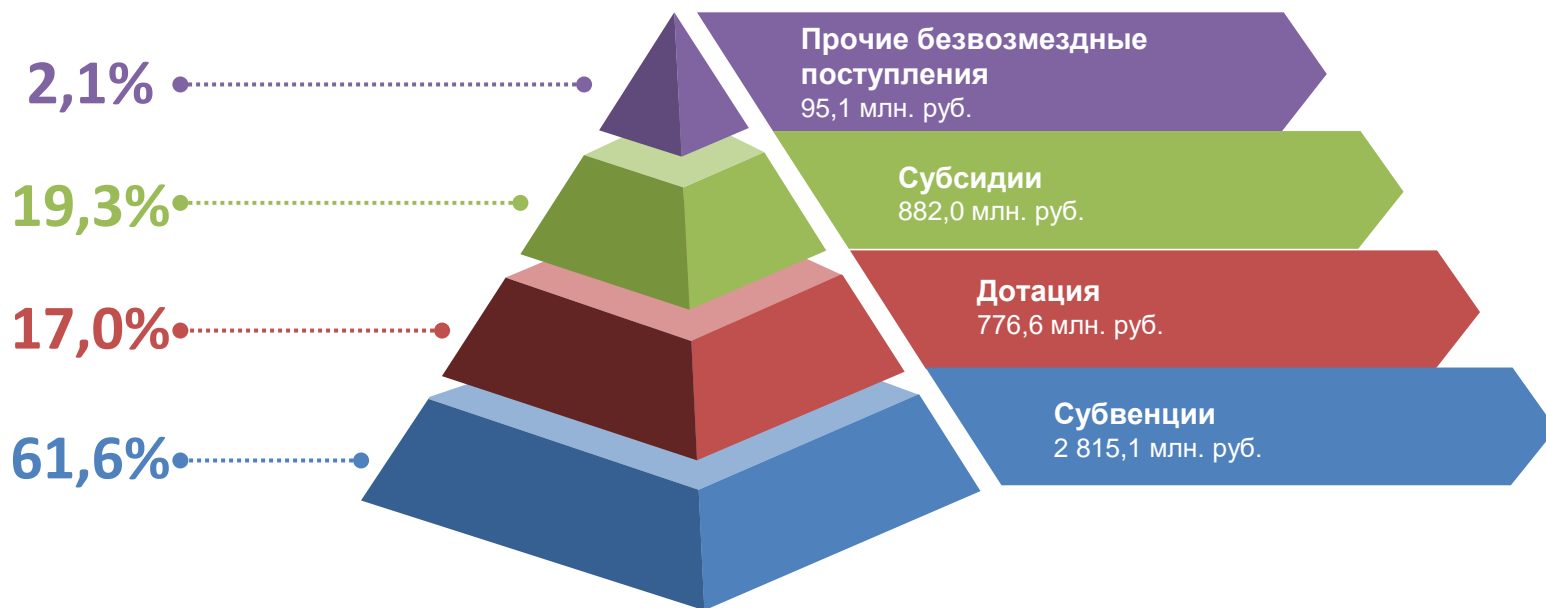 2,1%
Прочие безвозмездные
поступления
95,1 млн. руб.
19,3%
Субсидии
882,0 млн. руб.
17,0%
Дотация
776,6 млн. руб.
61,6%
Субвенции
2 815,1 млн. руб.